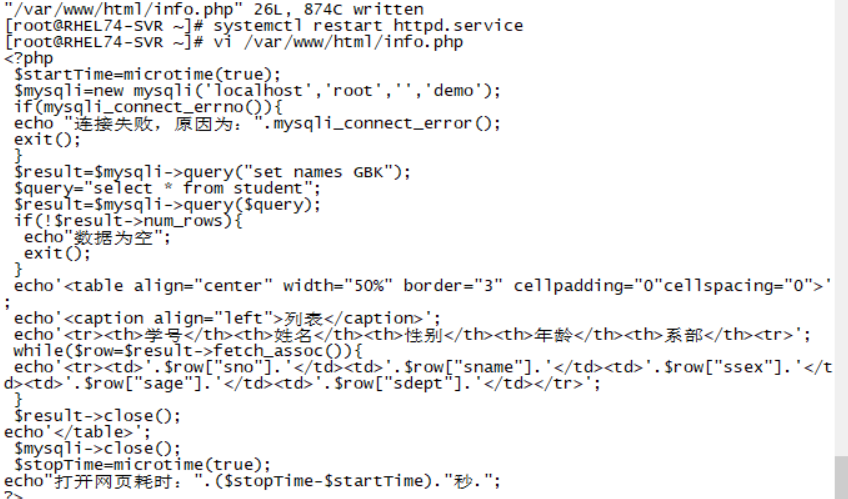 "/var/www/html/info.php" 26L, 874C written
[root@RHEL74-SVR ~]# systemctl restart httpd.service
[root@RHEL74-SVR ~]# vi /var/www/html/info.php
<?php
$startTime=microtime(true);
$mysqli=new mysqli('localhost','root','','demo');
if(mysqli_connect_errno()){
echo "连接失败，原因为：".mysqli_connect_error();
exit();
}
$result=$mysqli->query("set names GBK");
$query="select * from student";
$result=$mysqli->query($query);
if(!$result->num_rows){
echo"数据为空";
exit();
}
echo'<table align="center" width="50%" border="3" cellpadding="0"cellspacing="0">'
;
echo'<caption align="left">列表</caption>';
echo'<tr><th>学号</th><th>姓名</th><th>性别</th><th>年龄</th><th>系部</th><tr>';
while($row=$result->fetch_assoc()){
echo'<tr><td>'.$row["sno"].'</td><td>'.$row["sname"].'</td><td>'.$row["ssex"].'</t
d><td>'.$row["sage"].'</td><td>'.$row["sdept"].'</td></tr>';
}
$result->close();
echo'</table>';
$mysqli->close();
$stopTime=microtime(true);
echo"打开网页耗时：".($stopTime-$startTime)."秒.";
?>